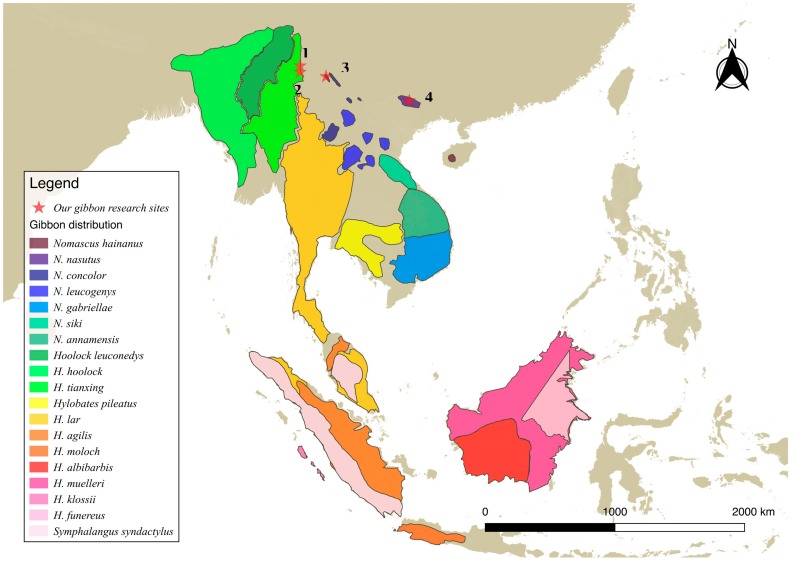 N
1
2
3
4
Legend
Our gibbon research sites
Gibbon distribution
Nomascus hainanus
N. nasutus
N. concolor
N. leucogenys
N. gabriellae
N. siki
N. annamensis
Hoolock leuconedys
H. hoolock
H. tianxing
Hylobates pileatus
H. lar
H. agilis
H. moloch
H. albibarbis
H. muelleri
H. klossii
H. funereus
Symphalangus syndactylus
0 1000 2000 km